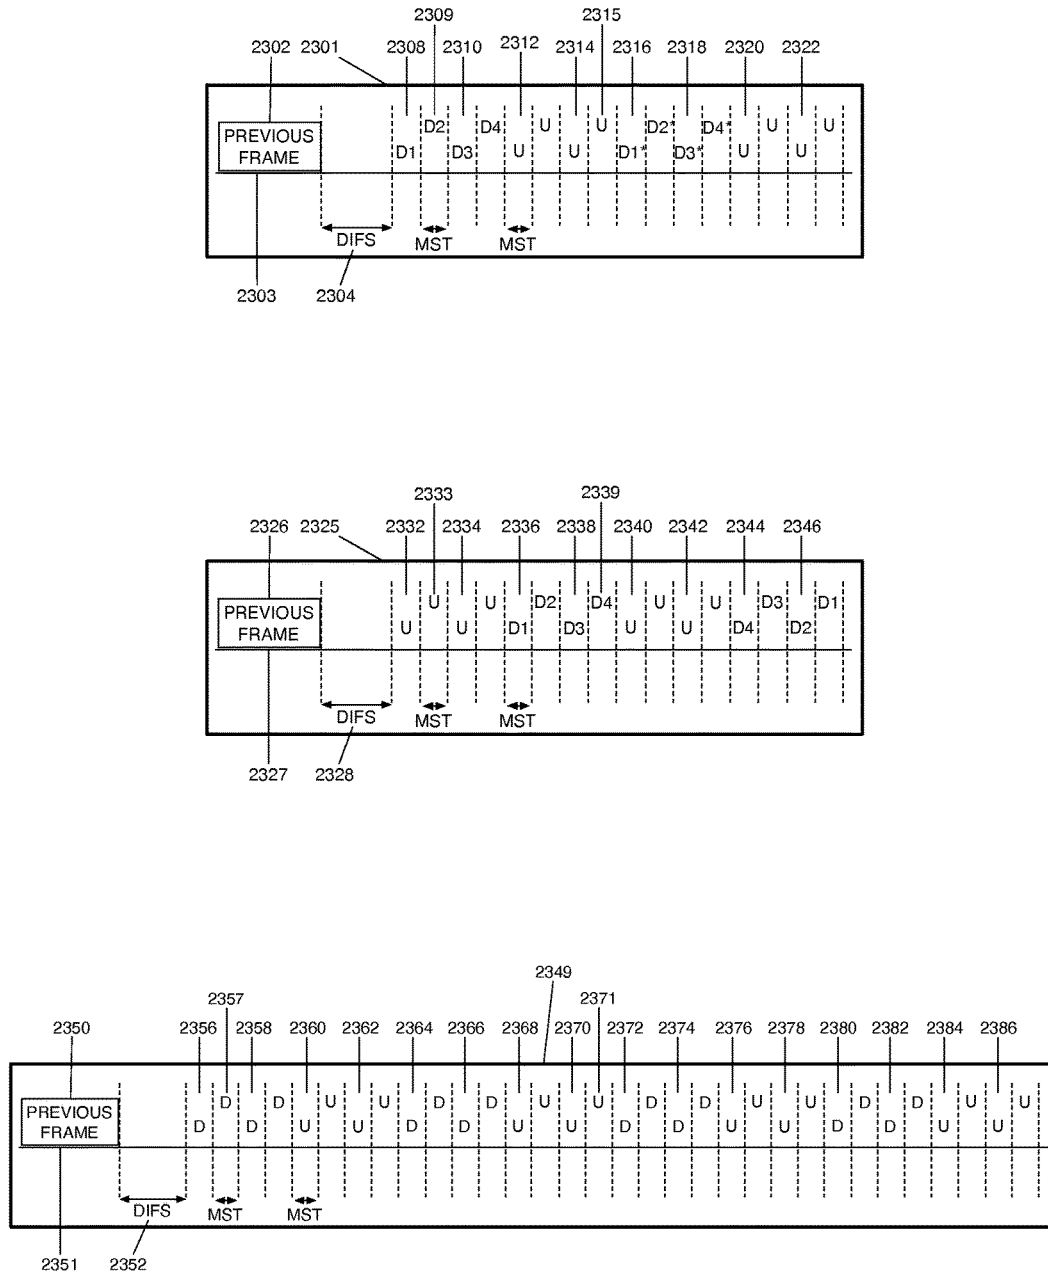 2309 2315
2302 2301 2308 2310 2312 2314 2316 2318 2320 2322
D2 D4 U U D2* D4* U U
PREVIOUS
FRAME
D1 D3 U U D1* D3* U U
DIFS MST MST
2303 2304
2333 2339
2326 2325 2332 2334 2336 2338 2340 2342 2344 2346
U U D2 D4 U U D3 D1
PREVIOUS
FRAME
U U D1 D3 U U D4 D2
DIFS MST MST
2327 2328
2349
2357 2371
2350 2356 2358 2360 2362 2364 2366 2368 2370 2372 2374 2376 2378 2380 2382 2384 2386
D D U U D D U U D D U U D D U U
PREVIOUS
FRAME
D D U U D D U U D D U U D D U U
DIFS MST MST
2351 2352